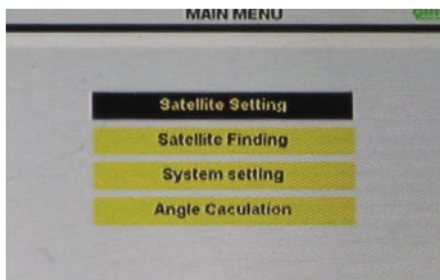 MAIN MENU
Satellite Setting
Satellite Finding
System setting
Angle Caculation